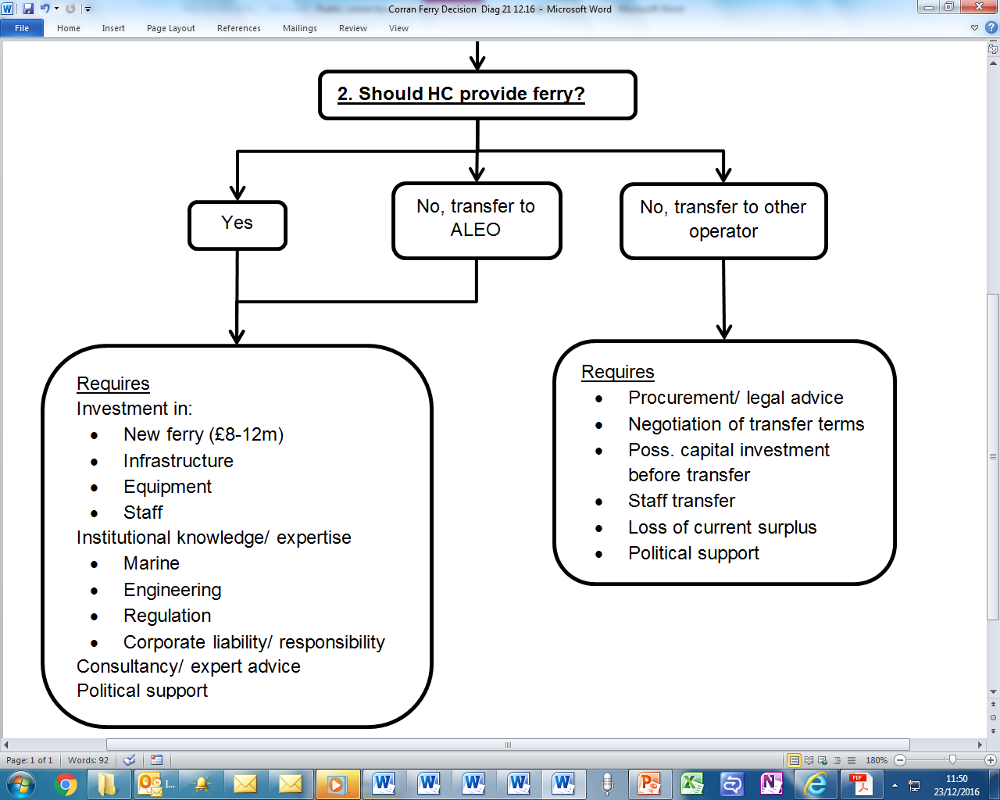 Corran Ferry Decision Diag 21 12.16 - Microsoft Word
File Home Insert Page Layout References Mailings Review View
2. Should HC provide ferry?
Yes
No, transfer to
ALEO
No, transfer to other
operator
Requires
Investment in:
• New ferry (£8-12m)
• Infrastructure
• Equipment
• Staff
Institutional knowledge/ expertise
• Marine
• Engineering
• Regulation
• Corporate liability/ responsibility
Consultancy/ expert advice
Political support
Requires
• Procurement/ legal advice
• Negotiation of transfer terms
• Poss. capital investment
before transfer
• Staff transfer
• Loss of current surplus
• Political support
Page: 1 of 1 Words: 92 180%
I...
PDF
11:50
23/12/2016